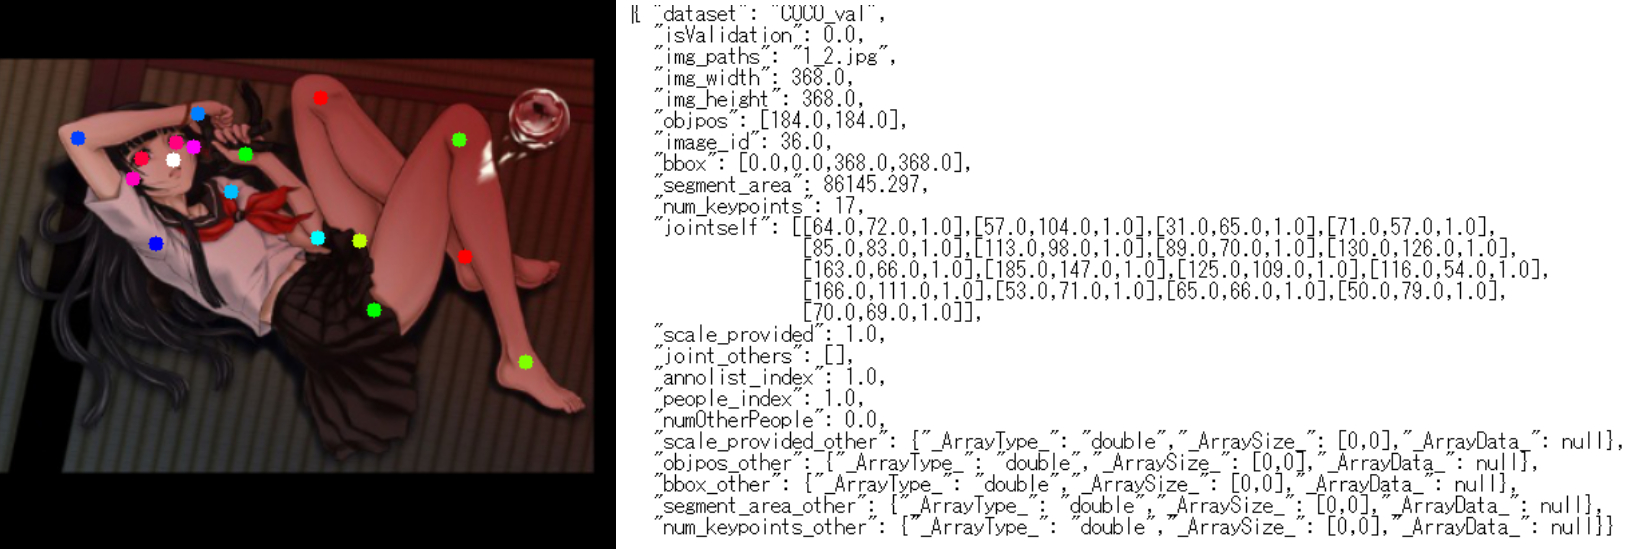 [{ "dataset": "COCO_val",
"isValidation": 0.0,
"img_paths": "1_2.jpg",
"img_width": 368.0,
"img_height": 368.0,
"objpos": [184.0,184.0],
"image_id": 36.0,
"bbox": [0.0,0.0,368.0,368.0],
"segment_area": 86145.297,
"num_keypoints": 17,
"jointself": [[64.0,72.0,1.0],[57.0,104.0,1.0],[31.0,65.0,1.0],[71.0,57.0,1.0],
[85.0,83.0,1.0],[113.0,98.0,1.0],[89.0,70.0,1.0],[130.0,126.0,1.0],
[163.0,66.0,1.0],[185.0,147.0,1.0],[125.0,109.0,1.0],[116.0,54.0,1.0],
[166.0,111.0,1.0],[53.0,71.0,1.0],[65.0,66.0,1.0],[50.0,79.0,1.0],
[70.0,69.0,1.0]],
"scale_provided": 1.0,
"joint_others": [],
"annolist_index": 1.0,
"people_index": 1.0,
"numOtherPeople": 0.0,
"scale_provided_other": {"_ArrayType_": "double","_ArraySize_": [0,0],"_ArrayData_": null},
"objpos_other": {"_ArrayType_": "double","_ArraySize_": [0,0],"_ArrayData_": null},
"bbox_other": {"_ArrayType_": "double","_ArraySize_": [0,0],"_ArrayData_": null},
"segment_area_other": {"_ArrayType_": "double","_ArraySize_": [0,0],"_ArrayData_": null},
"num_keypoints_other": {"_ArrayType_": "double","_ArraySize_": [0,0],"_ArrayData_": null}}